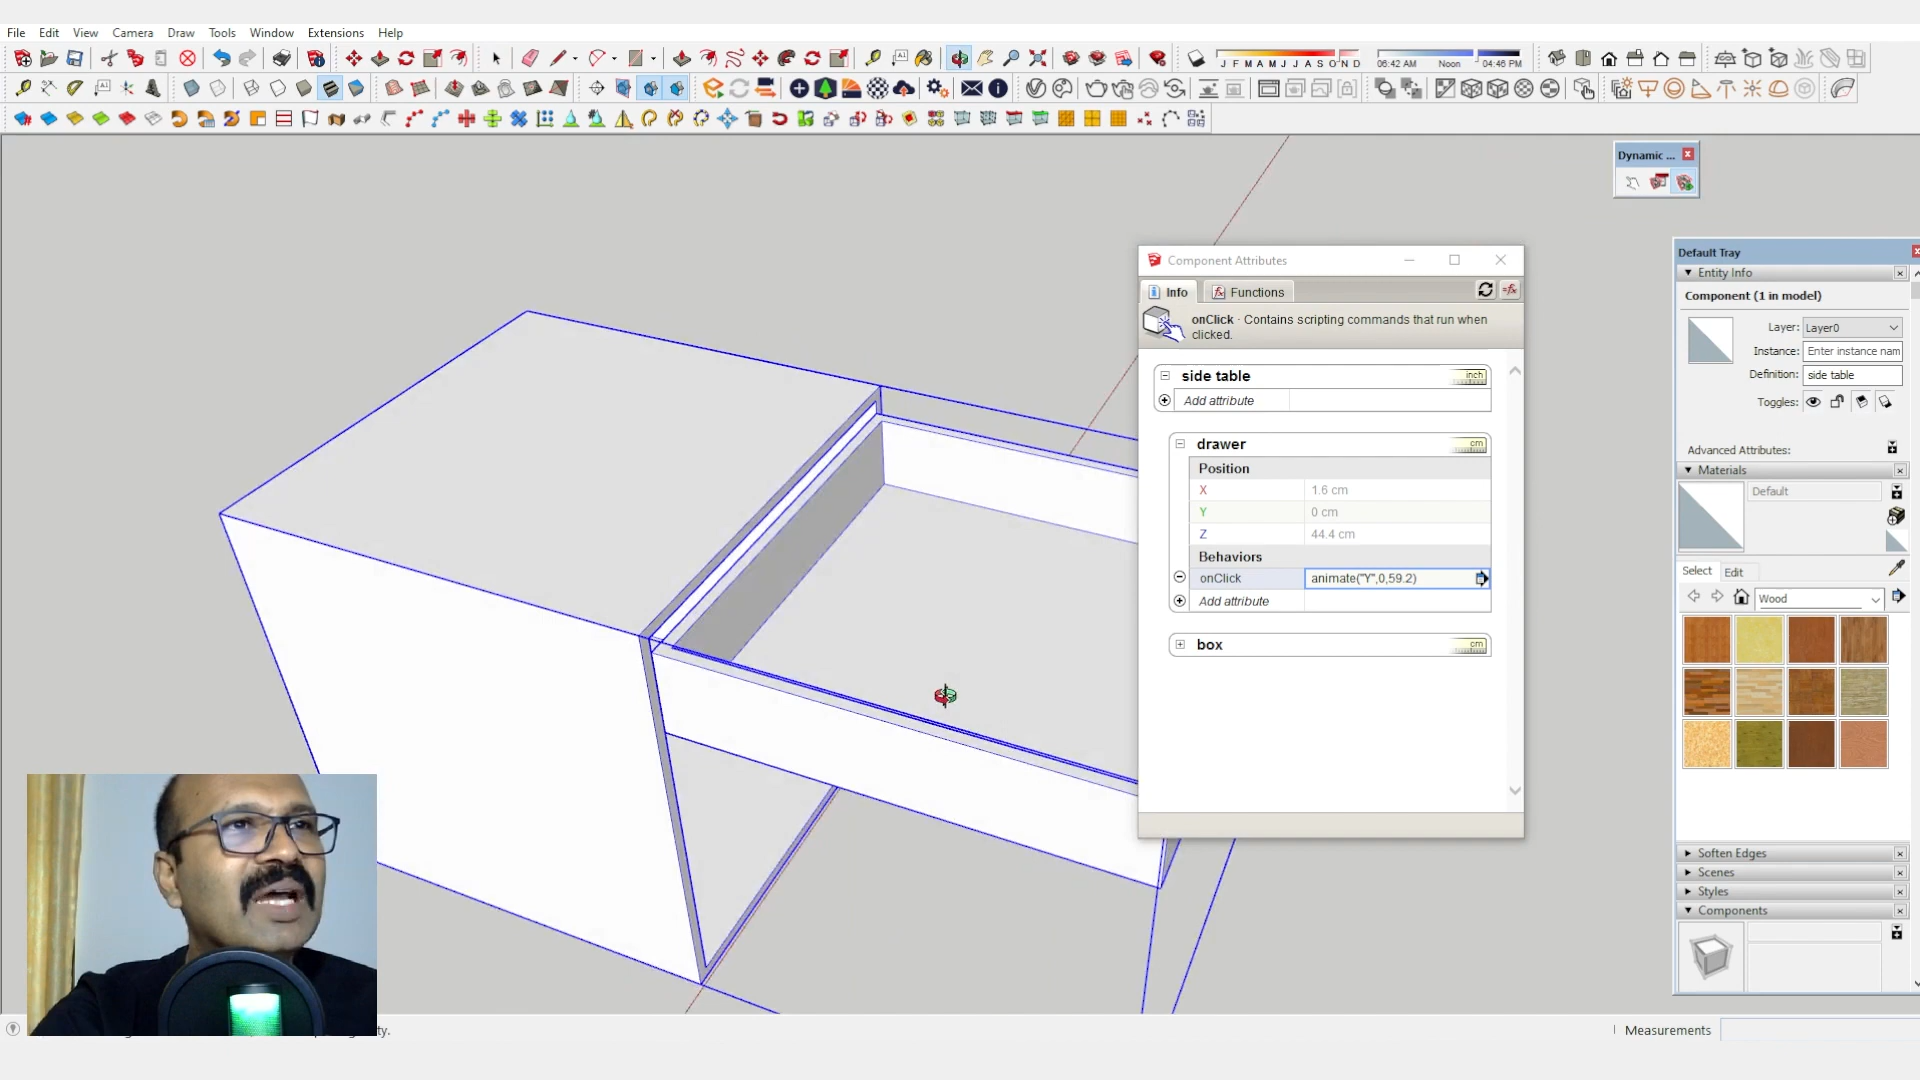 File Edit View Camera Draw Tools Window Extensions Help
J F M A M J J A S O N D 06:42 AM Noon 04:46 PM
Dynamic ...
Default Tray
Entity Info
Component (1 in model)
Layer: Layer0
Instance: Enter instance nam
Definition: side table
Toggles:
Advanced Attributes:
Materials
Default
Select Edit
Wood
Soften Edges
Scenes
Styles
Components
Component Attributes
Info Functions
onClick · Contains scripting commands that run when
clicked.
side table inch
Add attribute
drawer cm
Position
X 1.6 cm
Y 0 cm
Z 44.4 cm
Behaviors
onClick animate("Y",0,59.2)
Add attribute
box cm
ty.
Measurements